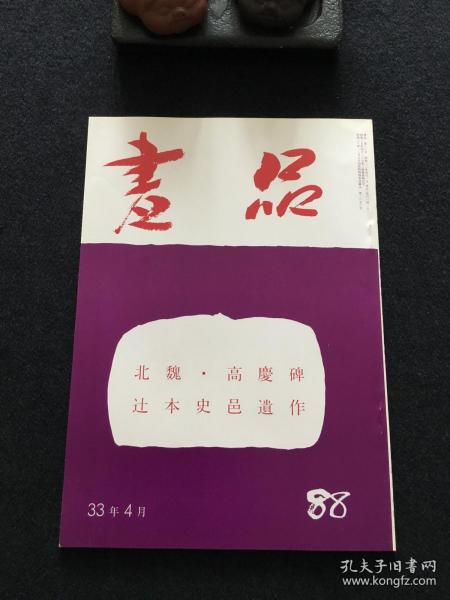 書品
北魏・高慶碑
辻本史邑遺作
33年4月
88
孔夫子旧书网
www.kongfz.com